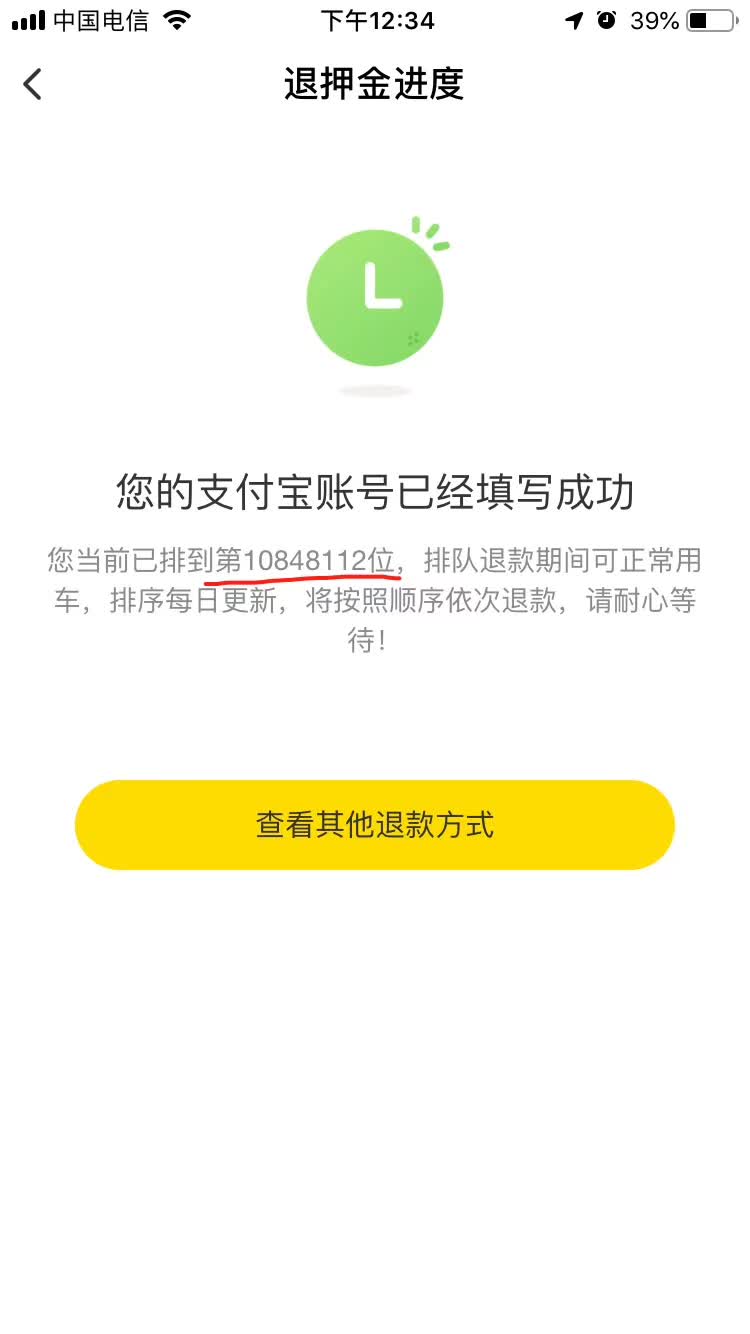 中国电信 下午12:34 39%
退押金进度
您的支付宝账号已经填写成功
您当前已排到第10848112位，排队退款期间可正常用
车，排序每日更新，将按照顺序依次退款，请耐心等
待！
查看其他退款方式